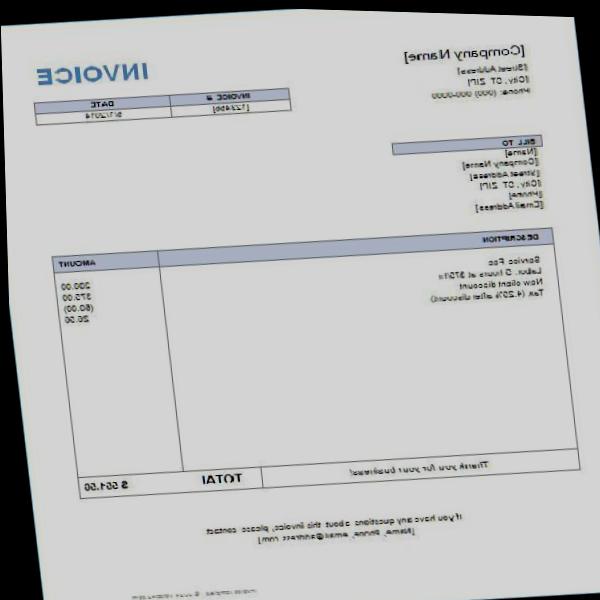 [Company Name]
INVOICE
[Street Address]
[City, ST ZIP]
Phone: (000) 000-0000
INVOICE #
DATE
[123456]
5/1/2014
BILL TO
[Name]
[Company Name]
[Street Address]
[City, ST ZIP]
[Phone]
[Email Address]
DESCRIPTION
AMOUNT
Service Fee
200.00
Labor: 5 hours at $75/hr
375.00
New client discount
(50.00)
Tax (4.25% after discount)
26.56
Thank you for your business!
TOTAL
$ 551.56
If you have any questions about this invoice, please contact
[Name, Phone, email@address.com]